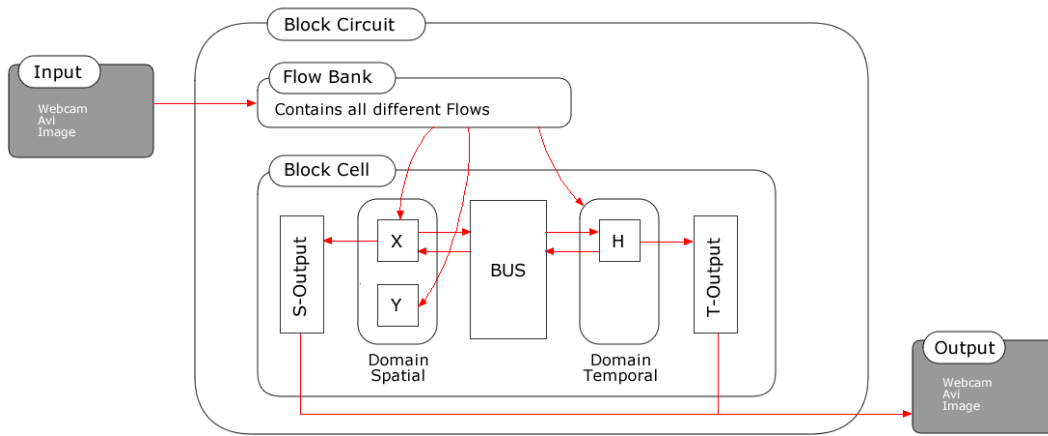 Block Circuit
Input
Webcam
Avi
Image
Flow Bank
Contains all different Flows
Block Cell
S-Output
X
Y
Domain
Spatial
BUS
H
Domain
Temporal
T-Output
Output
Webcam
Avi
Image